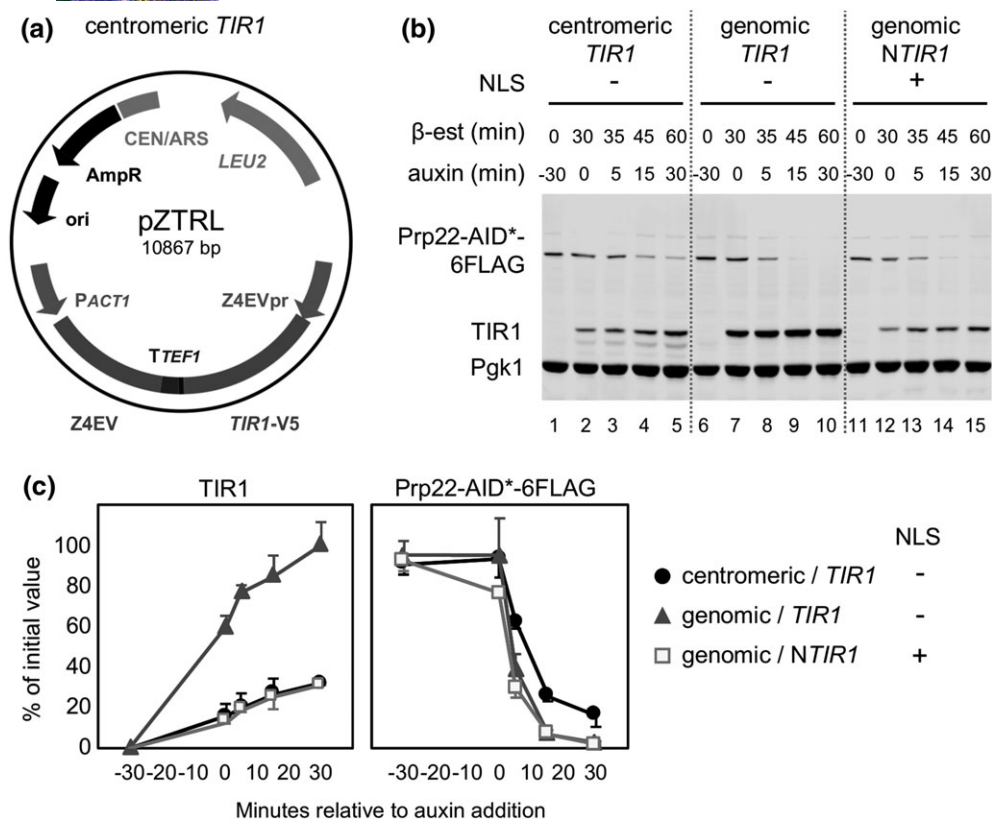 (a) centromeric TIR1
CEN/ARS
LEU2
AmpR
ori
pZTRL
10867 bp
PACT1
Z4EVpr
TTEF1
Z4EV
TIR1-V5
(b)
centromeric genomic genomic
TIR1 TIR1 NTIR1
NLS - - +
β-est (min) 0 30 35 45 60 0 30 35 45 60 0 30 35 45 60
auxin (min) -30 0 5 15 30 -30 0 5 15 30 -30 0 5 15 30
Prp22-AID*-
6FLAG
TIR1
Pgk1
1 2 3 4 5 6 7 8 9 10 11 12 13 14 15
(c)
TIR1 Prp22-AID*-6FLAG
% of initial value
100
80
60
40
20
0
-30 -20 -10 0 10 20 30 -30 -20 -10 0 10 20 30
Minutes relative to auxin addition
NLS
centromeric / TIR1 -
genomic / TIR1 -
genomic / NTIR1 +